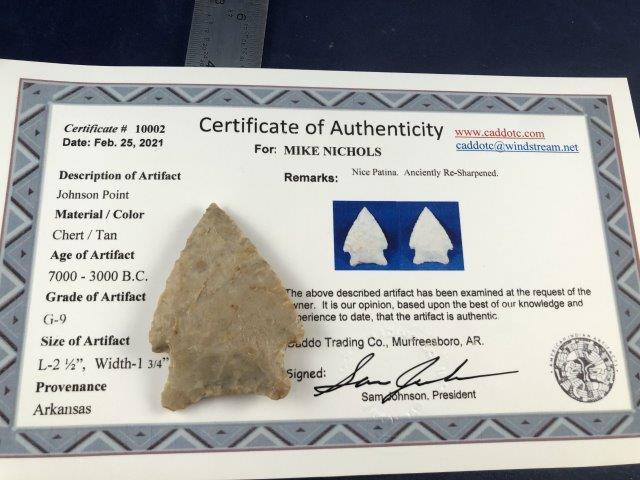 Certificate # 10002
Date: Feb. 25, 2021
Certificate of Authenticity
For: MIKE NICHOLS
www.caddotc.com
caddotc@windstream.net
Description of Artifact
Johnson Point
Material / Color
Chert / Tan
Age of Artifact
7000 - 3000 B.C.
Grade of Artifact
G-9
Size of Artifact
L-2 ½", Width-1 3/4"
Provenance
Arkansas
Remarks: Nice Patina. Anciently Re-Sharpened.
The above described artifact has been examined at the request of the
wner. It is our opinion, based upon the best of our knowledge and
perience to date, that the artifact is authentic.
Caddo Trading Co., Murfreesboro, AR.
Signed:
Sam Johnson, President